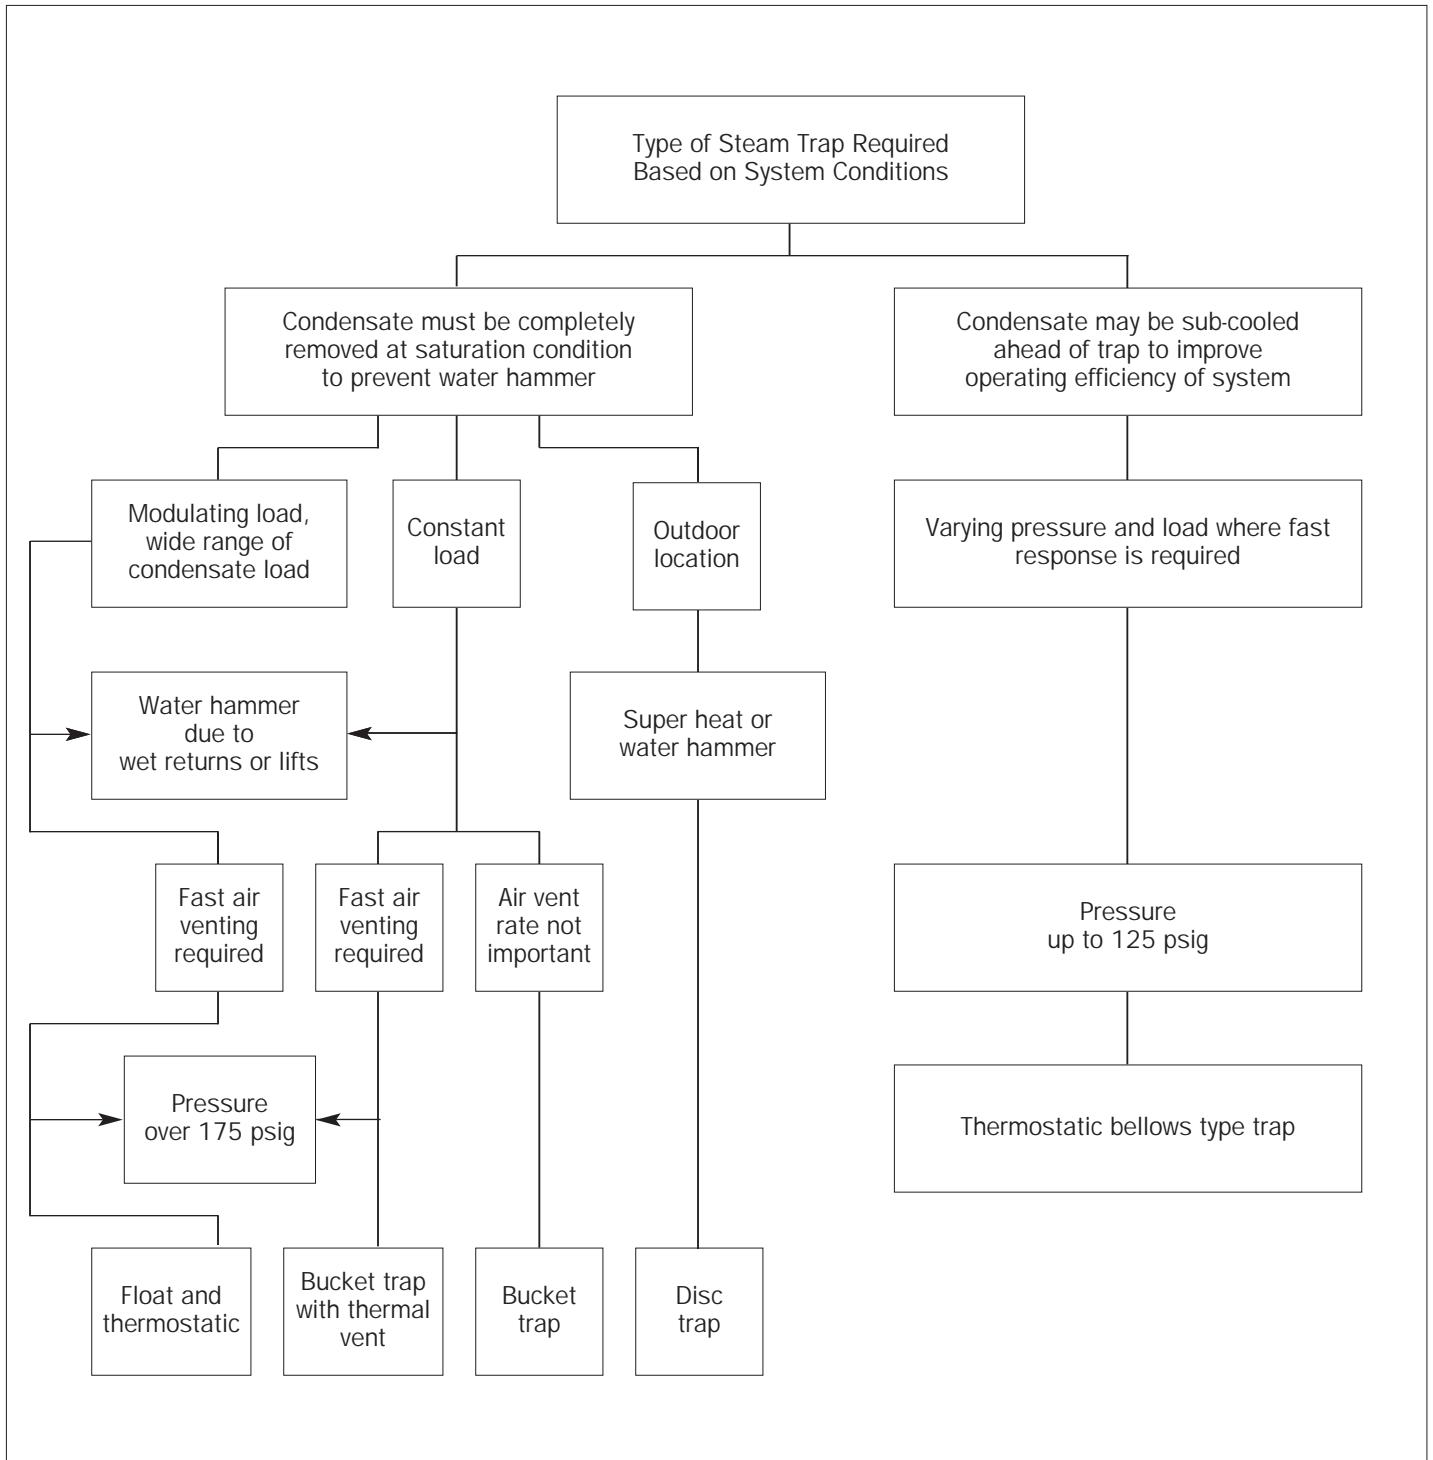 Type of Steam Trap Required
Based on System Conditions
Condensate must be completely
removed at saturation condition
to prevent water hammer
Condensate may be sub-cooled
ahead of trap to improve
operating efficiency of system
Modulating load,
wide range of
condensate load
Constant
load
Outdoor
location
Varying pressure and load where fast
response is required
Water hammer
due to
wet returns or lifts
Super heat or
water hammer
Fast air
venting
required
Fast air
venting
required
Air vent
rate not
important
Pressure
up to 125 psig
Pressure
over 175 psig
Thermostatic bellows type trap
Float and
thermostatic
Bucket trap
with thermal
vent
Bucket
trap
Disc
trap